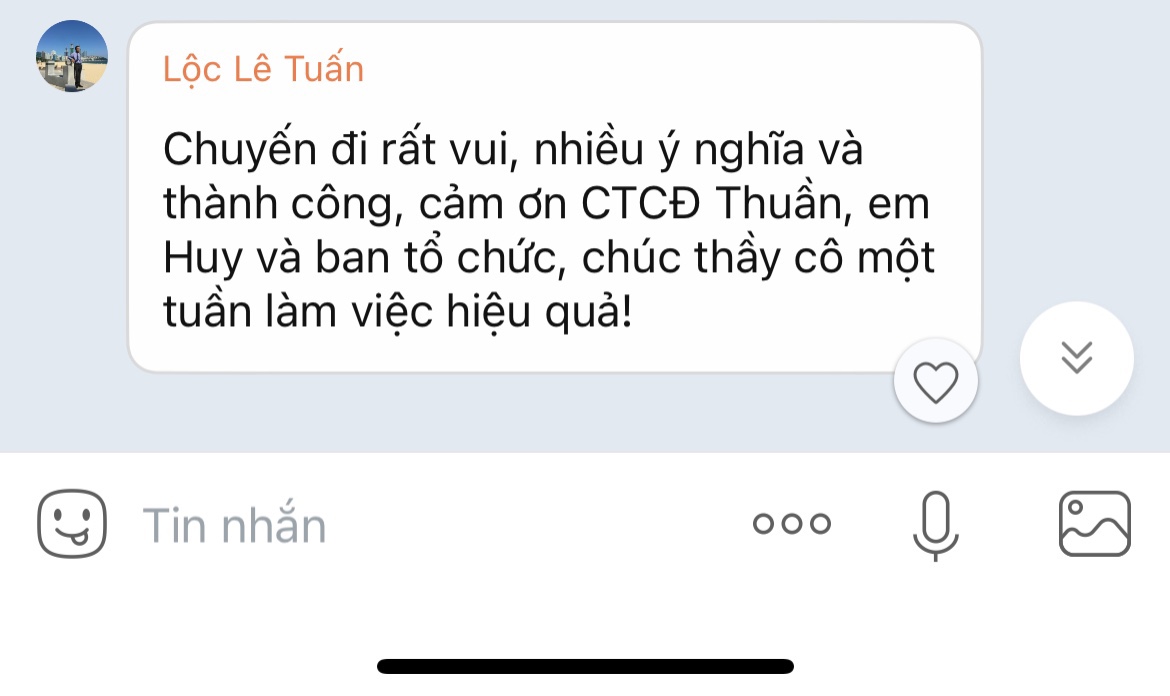 Lộc Lê Tuấn
Chuyến đi rất vui, nhiều ý nghĩa và
thành công, cảm ơn CTCĐ Thuần, em
Huy và ban tổ chức, chúc thầy cô một
tuần làm việc hiệu quả!
Tin nhắn